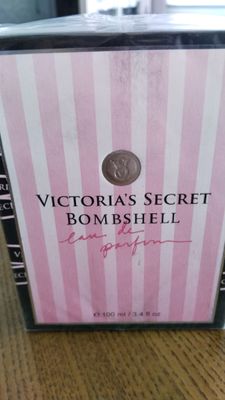 VICTORIA'S SECRET
BOMBSHELL
eau de
parfum
℮100 ml / 3.4 fl oz